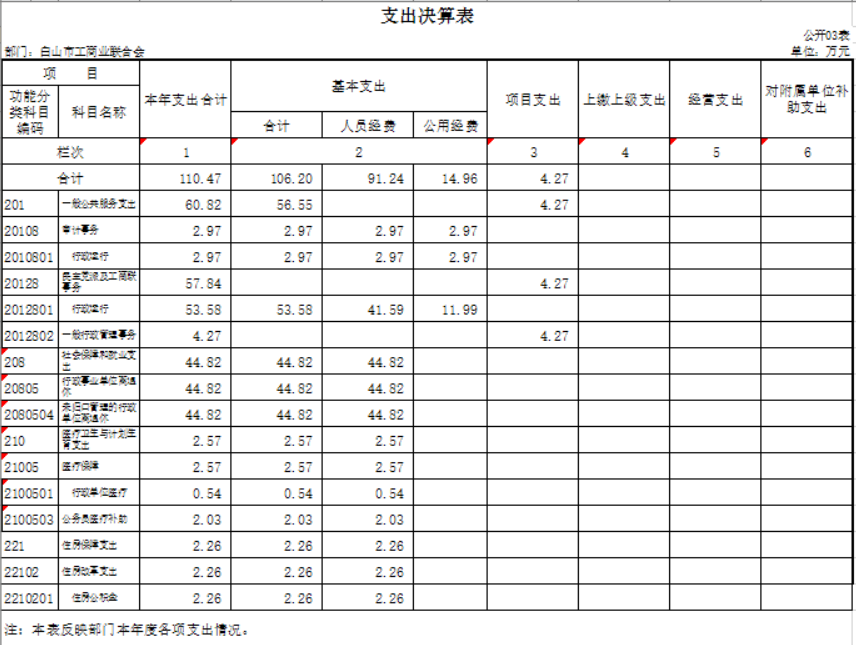 支出决算表
公开03表
部门：白山市工商业联合会 单位：万元
项 目 本年支出合计 基本支出 项目支出 上缴上级支出 经营支出 对附属单位补助支出
功能分类科目编码 科目名称 合计 人员经费 公用经费
栏次 1 2 3 4 5 6
合计 110.47 106.20 91.24 14.96 4.27
201 一般公共服务支出 60.82 56.55 4.27
20108 审计事务 2.97 2.97 2.97 2.97
2010801 行政运行 2.97 2.97 2.97 2.97
20128 民主党派及工商联事务 57.84 4.27
2012801 行政运行 53.58 53.58 41.59 11.99
2012802 一般行政管理事务 4.27 4.27
208 社会保障和就业支出 44.82 44.82 44.82
20805 行政事业单位离退休 44.82 44.82 44.82
2080504 未归口管理的行政单位离退休 44.82 44.82 44.82
210 医疗卫生与计划生育支出 2.57 2.57 2.57
21005 医疗保障 2.57 2.57 2.57
2100501 行政单位医疗 0.54 0.54 0.54
2100503 公务员医疗补助 2.03 2.03 2.03
221 住房保障支出 2.26 2.26 2.26
22102 住房改革支出 2.26 2.26 2.26
2210201 住房公积金 2.26 2.26 2.26
注：本表反映部门本年度各项支出情况。